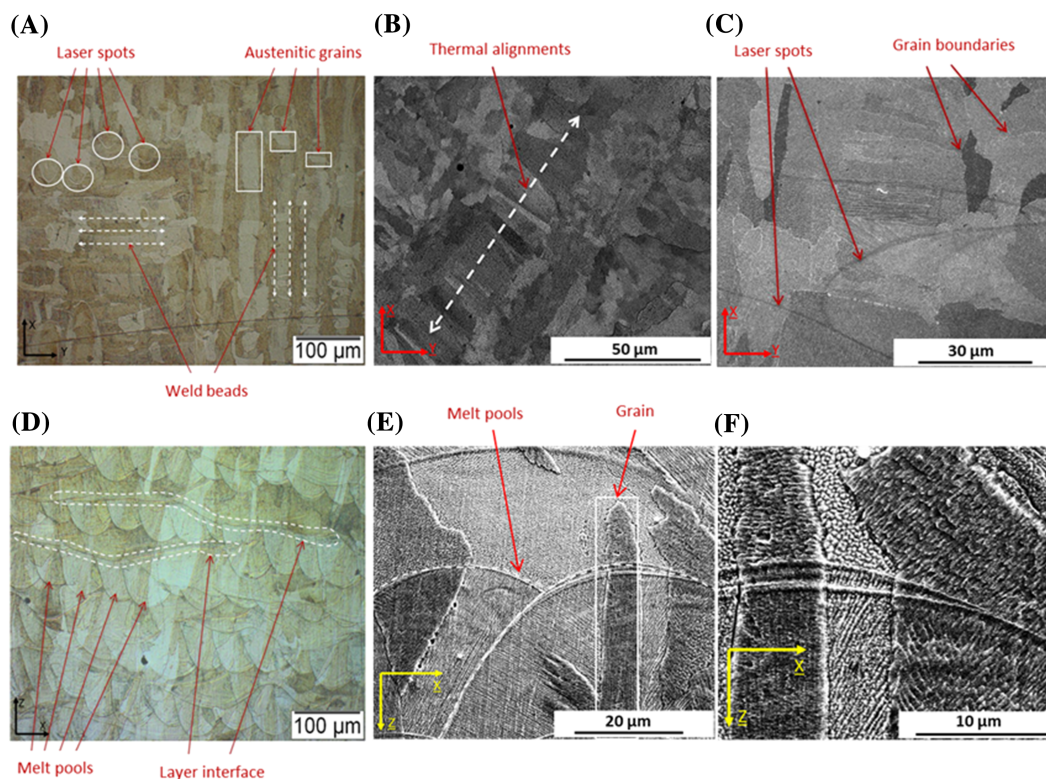 (A)
Laser spots
Austenitic grains
X
Y
100 µm
Weld beads
(B)
Thermal alignments
X
Y
50 µm
(C)
Laser spots
Grain boundaries
X
Y
30 µm
(D)
Z
X
100 µm
Melt pools
Layer interface
(E)
Melt pools
Grain
X
Z
20 µm
(F)
X
Z
10 µm